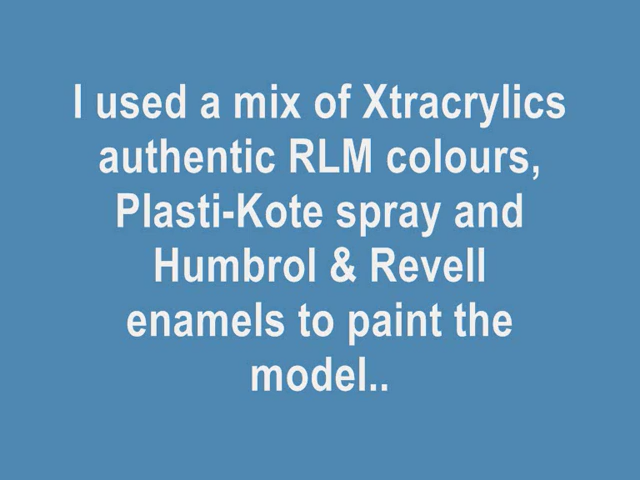 I used a mix of Xtracrylics
authentic RLM colours,
Plasti-Kote spray and
Humbrol & Revell
enamels to paint the
model..